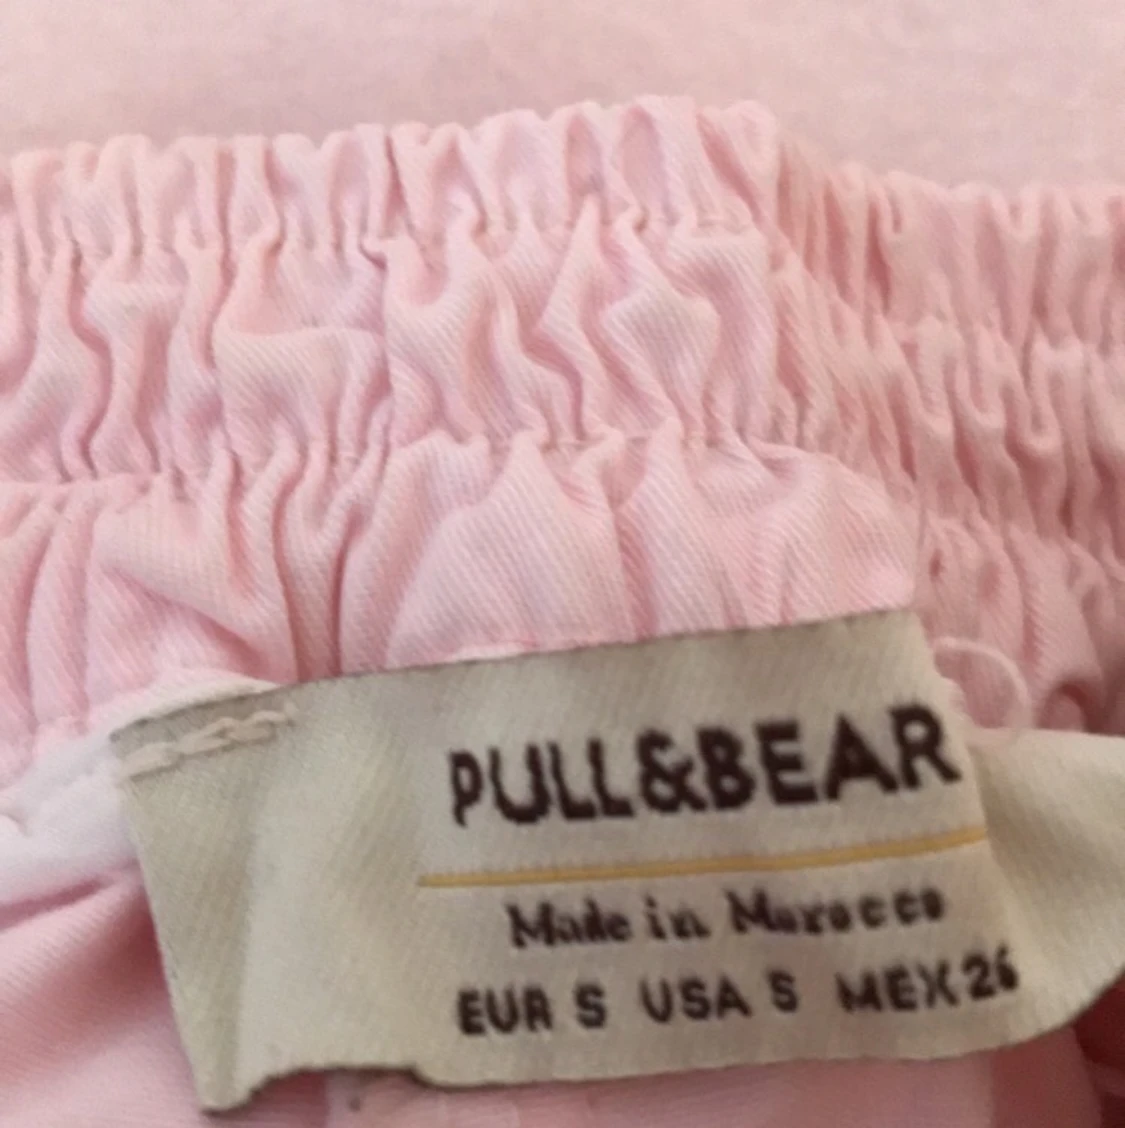 PULL&BEAR
Made in Morocco
EUR S USA S MEX 26